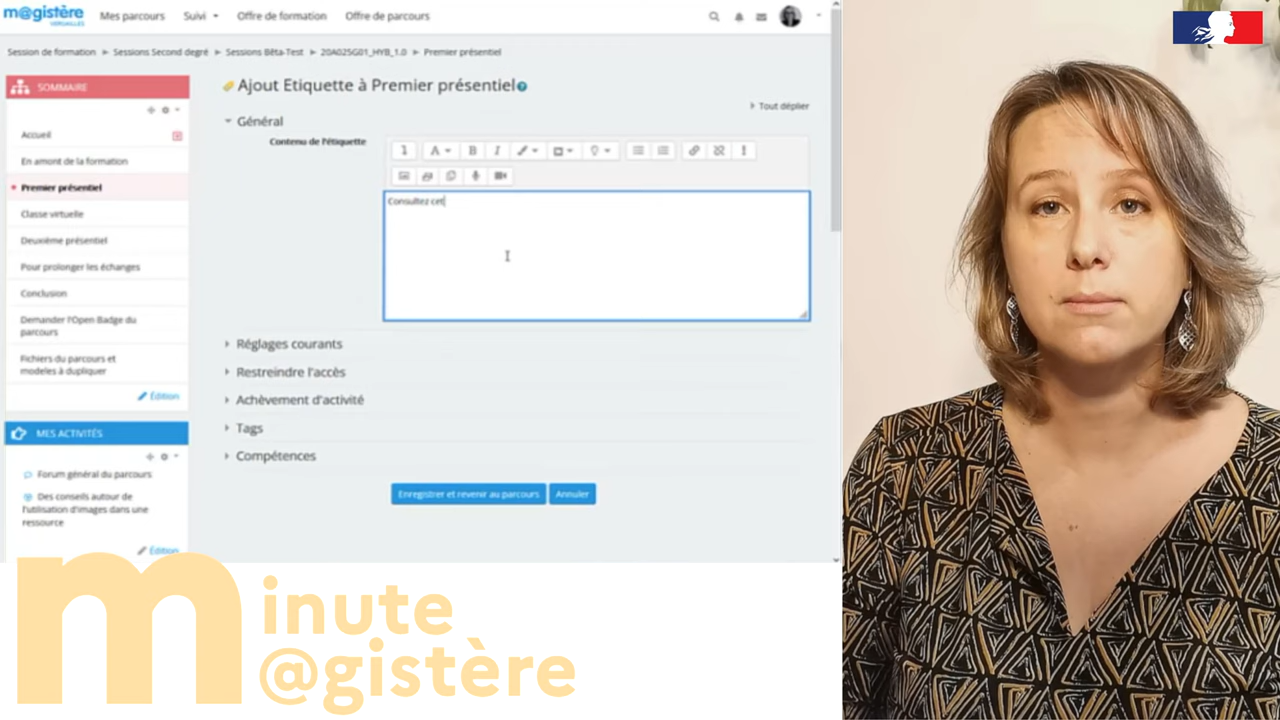 m@gistère
VERSAILLES
Mes parcours
Suivi
Offre de formation
Offre de parcours
Session de formation
Sessions Second degré
Sessions Bêta-Test
20A025G01_HYB_1.0
Premier présentiel
SOMMAIRE
Accueil
En amont de la formation
Premier présentiel
Classe virtuelle
Deuxième présentiel
Pour prolonger les échanges
Conclusion
Demander l'Open Badge du
parcours
Fichiers du parcours et
modeles à dupliquer
Édition
MES ACTIVITÉS
Forum général du parcours
Des conseils autour de
l'utilisation d'images dans une
ressource
Édition
Ajout Etiquette à Premier présentiel
Tout déplier
Général
Contenu de l'étiquette
Consultez cet
Réglages courants
Restreindre l'accès
Achèvement d'activité
Tags
Compétences
Enregistrer et revenir au parcours
Annuler
minute
m@gistère